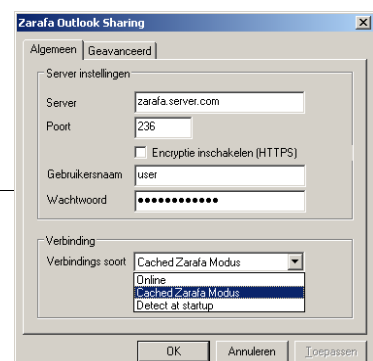 Zarafa Outlook Sharing
Algemeen Geavanceerd
Server instellingen
Server zarafa.server.com
Poort 236
Encryptie inschakelen (HTTPS)
Gebruikersnaam user
Wachtwoord ●●●●●●●●●●●●
Verbinding
Verbindings soort Cached Zarafa Modus
Online
Cached Zarafa Modus
Detect at startup
OK Annuleren Toepassen